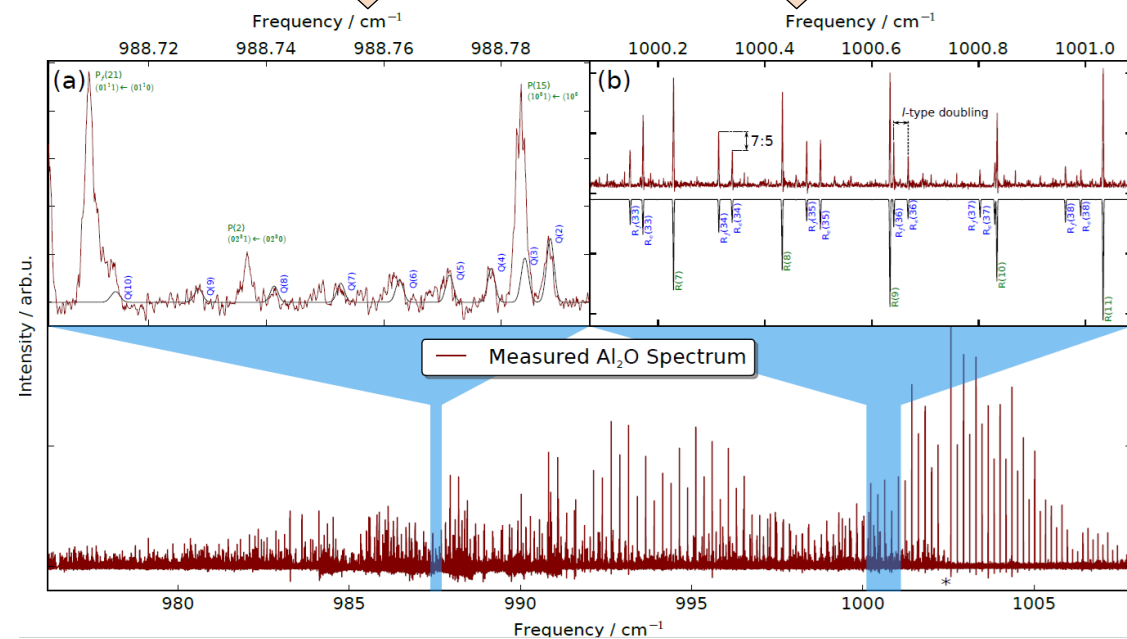 Frequency / cm⁻¹
Frequency / cm⁻¹
988.72 988.74 988.76 988.78
1000.2 1000.4 1000.6 1000.8 1001.0
(a)
P_f(21)
(01¹1) ← (01¹0)
P(2)
(02⁰1) ← (02⁰0)
P(15)
(10⁰1) ← (10⁰
Q(10)
Q(9)
Q(8)
Q(7)
Q(6)
Q(5)
Q(4)
Q(3)
Q(2)
(b)
7:5
l-type doubling
R_f(33)
R_e(33)
R(7)
R_f(34)
R_e(34)
R(8)
R_f(35)
R_e(35)
R(9)
R_f(36)
R_e(36)
R_f(37)
R_e(37)
R(10)
R_f(38)
R_e(38)
R(11)
Intensity / arb.u.
Measured Al₂O Spectrum
*
980 985 990 995 1000 1005
Frequency / cm⁻¹